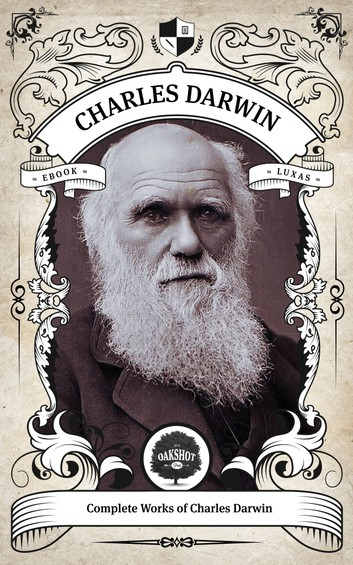 CHARLES DARWIN
≈ EBOOK ≈
≈ LUXAS ≈
OAKSHOT
Complete Works of Charles Darwin